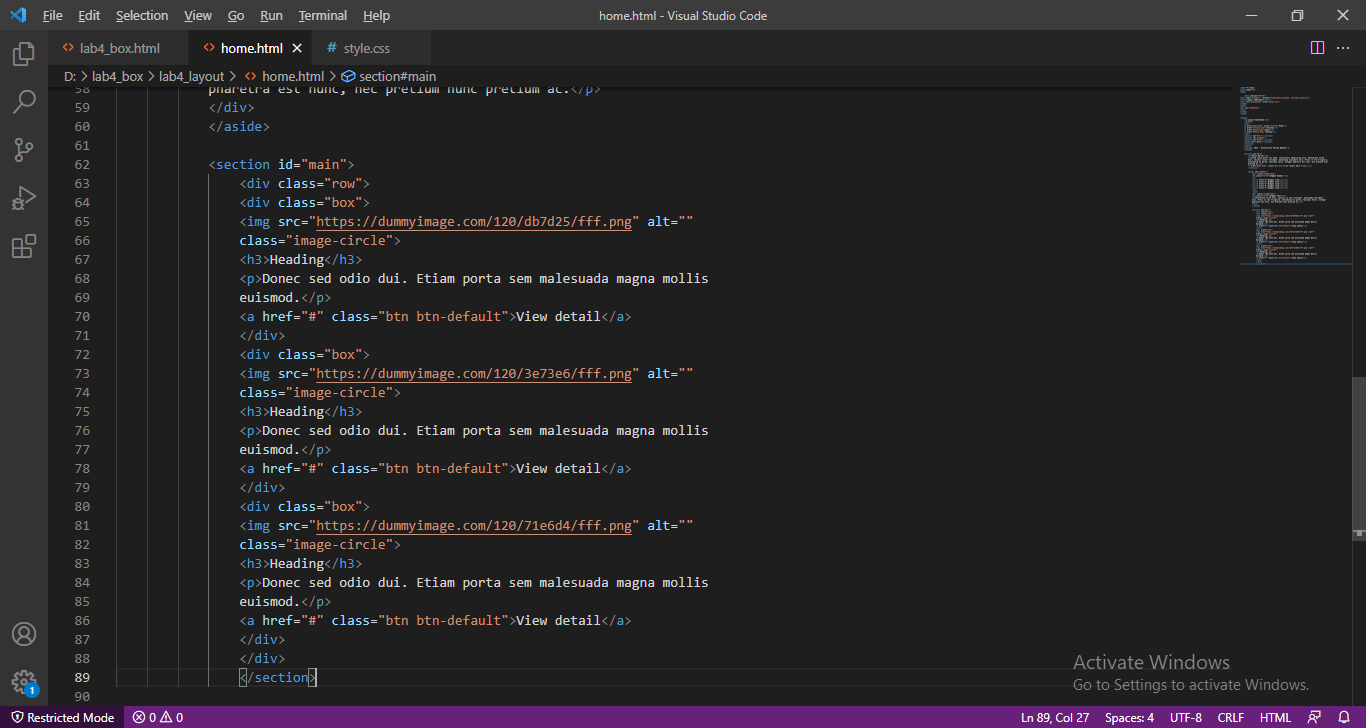 File Edit Selection View Go Run Terminal Help home.html - Visual Studio Code
lab4_box.html home.html style.css
D: > lab4_box > lab4_layout > home.html > section#main
58 pharetra est nunc, nec pretium nunc pretium ac.</p>
59 </div>
60 </aside>
61
62 <section id="main">
63 <div class="row">
64 <div class="box">
65 <img src="https://dummyimage.com/120/db7d25/fff.png" alt=""
66 class="image-circle">
67 <h3>Heading</h3>
68 <p>Donec sed odio dui. Etiam porta sem malesuada magna mollis
69 euismod.</p>
70 <a href="#" class="btn btn-default">View detail</a>
71 </div>
72 <div class="box">
73 <img src="https://dummyimage.com/120/3e73e6/fff.png" alt=""
74 class="image-circle">
75 <h3>Heading</h3>
76 <p>Donec sed odio dui. Etiam porta sem malesuada magna mollis
77 euismod.</p>
78 <a href="#" class="btn btn-default">View detail</a>
79 </div>
80 <div class="box">
81 <img src="https://dummyimage.com/120/71e6d4/fff.png" alt=""
82 class="image-circle">
83 <h3>Heading</h3>
84 <p>Donec sed odio dui. Etiam porta sem malesuada magna mollis
85 euismod.</p>
86 <a href="#" class="btn btn-default">View detail</a>
87 </div>
88 </div>
89 </section>
90
Activate Windows
Go to Settings to activate Windows.
1
Restricted Mode 0 0 Ln 89, Col 27 Spaces: 4 UTF-8 CRLF HTML